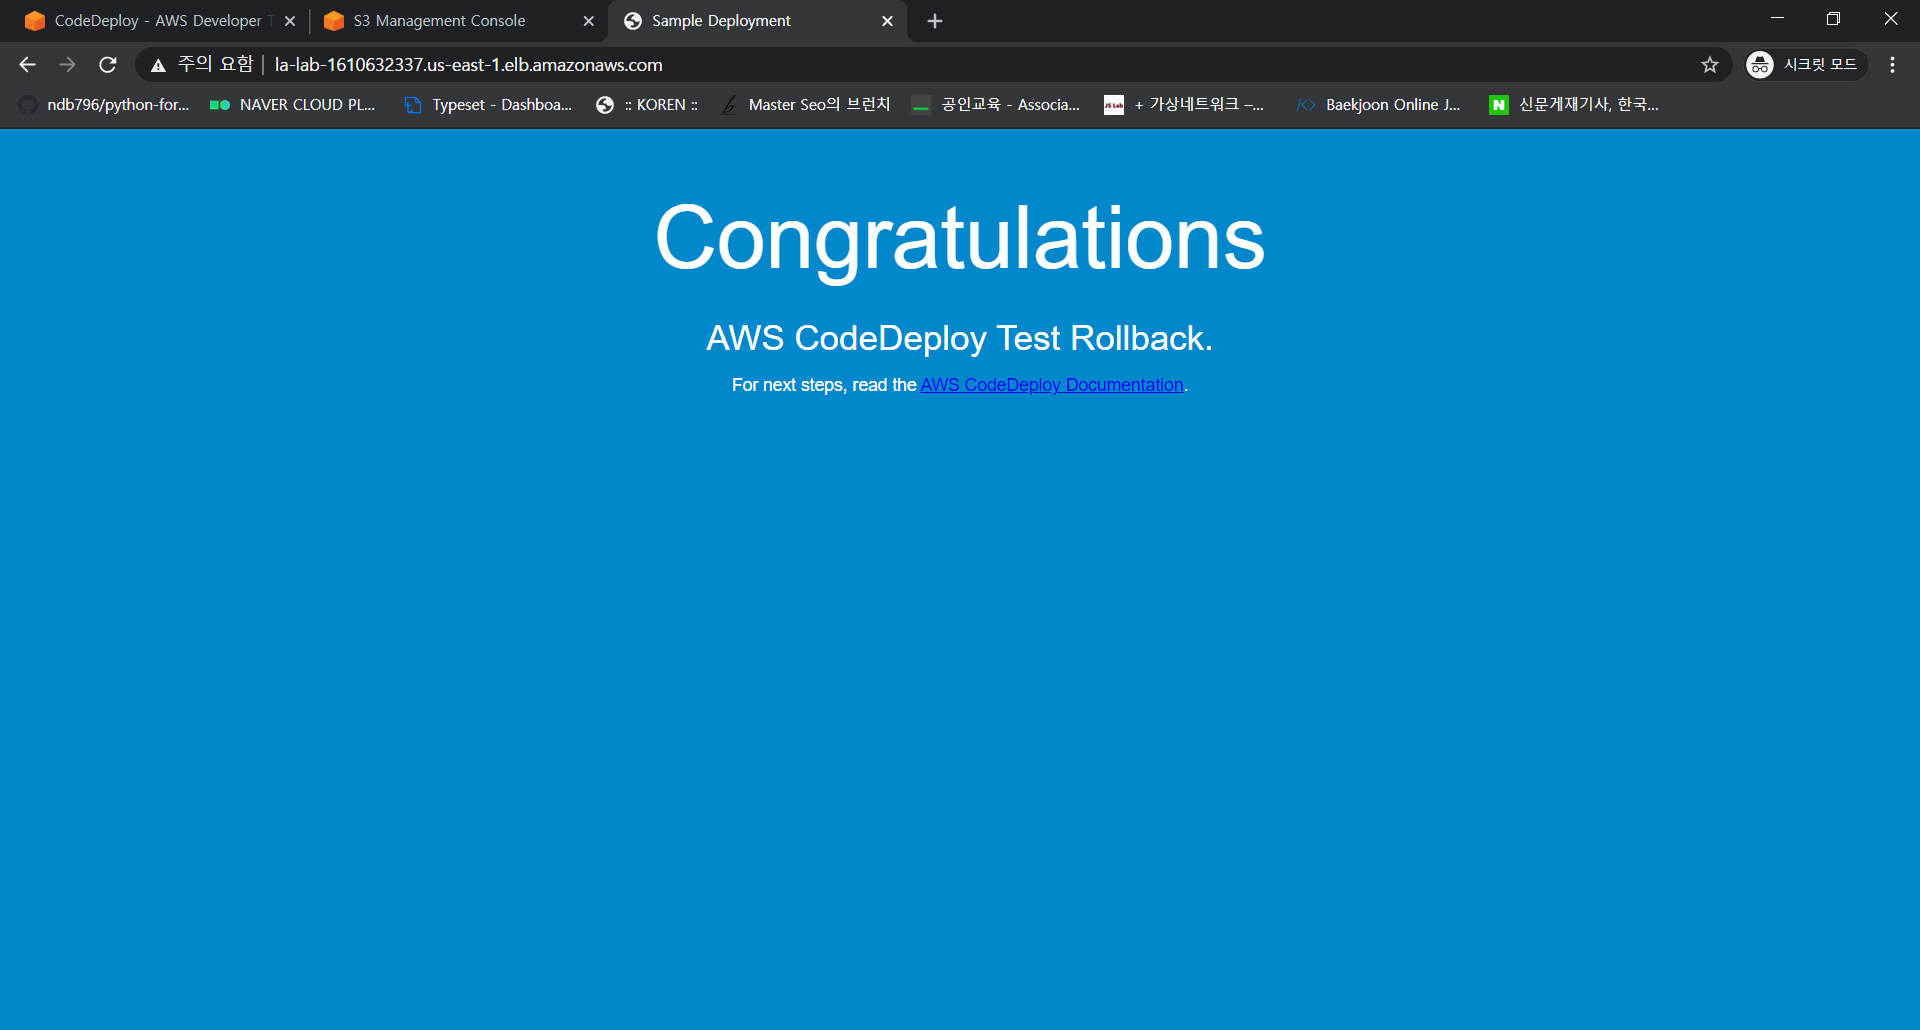 CodeDeploy - AWS Developer T
S3 Management Console
Sample Deployment
주의 요함
la-lab-1610632337.us-east-1.elb.amazonaws.com
시크릿 모드
ndb796/python-for...
NAVER CLOUD PL...
Typeset - Dashboa...
:: KOREN ::
Master Seo의 브런치
공인교육 - Associa...
JS Lab
+ 가상네트워크 –...
Baekjoon Online J...
N
신문게재기사, 한국...
Congratulations
AWS CodeDeploy Test Rollback.
For next steps, read the AWS CodeDeploy Documentation.